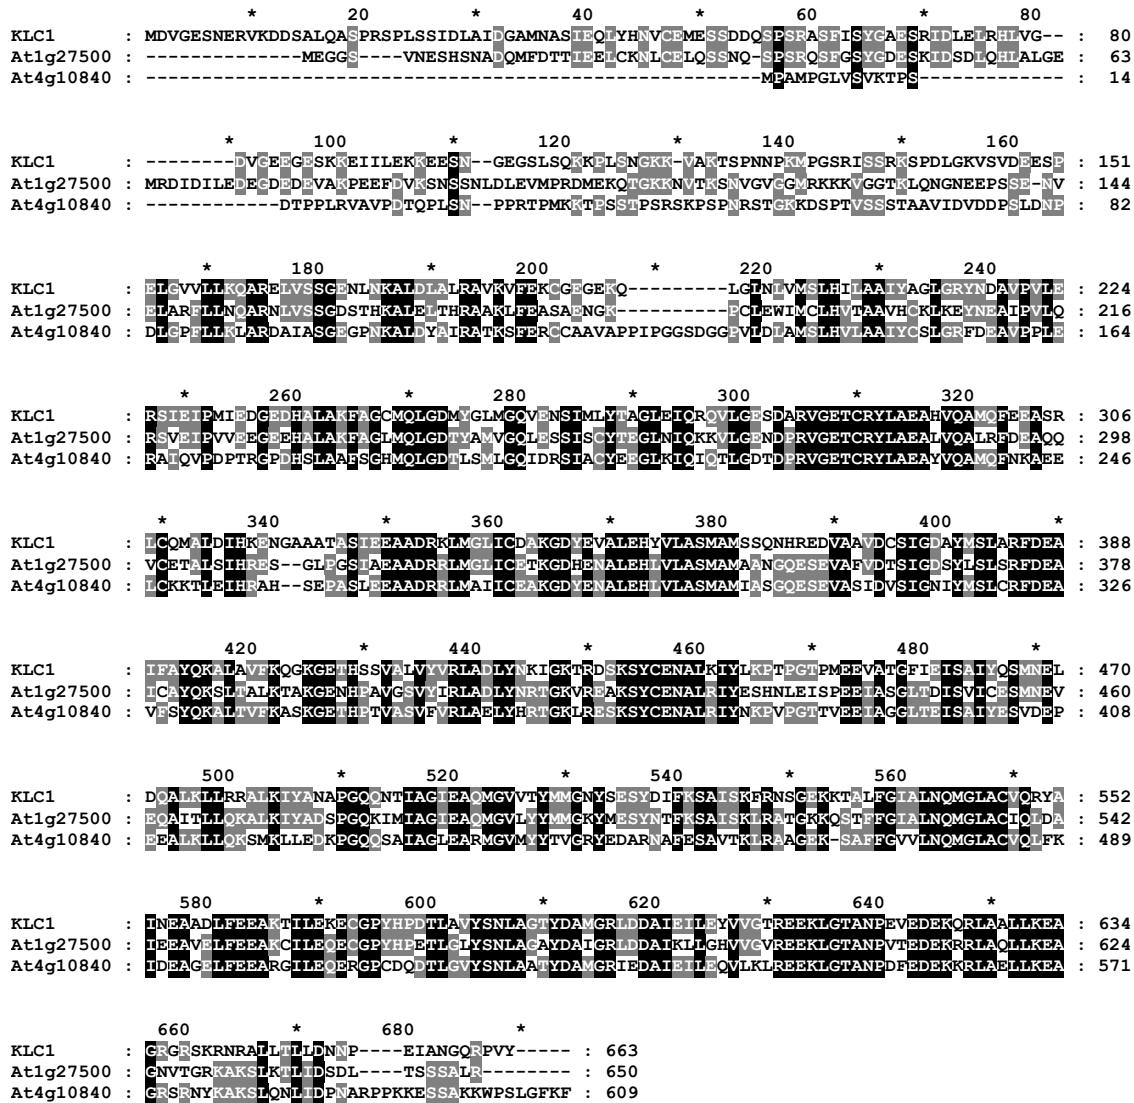 * 20 * 40 * 60 * 80
KLC1 : MDVGESNERVKDDSALQASPRSPLSSIDLAIDGAMNASIEQLYHNVCEMESSDDQSPSRASFISYGAESRIDLELRHLVG-- : 80
At1g27500 : --------------MEGGS----VNESHSNADQMFDTTIEELCKNLCELQSSNQ-SPSRQSFGSYGDESKIDSDLQHLALGE : 63
At4g10840 : -------------------------------------------------------MPAMPGLVSVKTPS------------- : 14
* 100 * 120 * 140 * 160
KLC1 : --------DVGEEGESKKEIILEKKEESN--GEGSLSQKKPLSNGKK-VAKTSPNNPKMPGSRISSRKSPDLGKVSVDEESP : 151
At1g27500 : MRDIDILEDEGDEDEVAKPEEFDVKSNSSNLDLEVMPRDMEKQTGKKNVTKSNVGVGGMRKKKVGGTKLQNGNEEPSSE-NV : 144
At4g10840 : ------------DTPPLRVAVPDTQPLSN--PPRTPMKKTPSSTPSRSKPSPNRSTGKKDSPTVSSSTAAVIDVDDPSLDNP : 82
* 180 * 200 * 220 * 240
KLC1 : ELGVVLLKQARELVSSGENLNKALDLALRAVKVFEKCGEGEKQ---------LGLNLVMSLHILAAIYAGLGRYNDAVPVLE : 224
At1g27500 : ELARFLLNQARNLVSSGDSTHKALELTHRAAKLFEASAENGK----------PCLEWIMCLHVTAAVHCKLKEYNEAIPVLQ : 216
At4g10840 : DLGPFLLKLARDAIASGEGPNKALDYAIRATKSFERCCAAVAPPIPGGSDGGPVLDLAMSLHVLAAIYCSLGRFDEAVPPLE : 164
* 260 * 280 * 300 * 320
KLC1 : RSIEIPMIEDGEDHALAKFAGCMQLGDMYGLMGQVENSIMLYTAGLEIQRQVLGESDARVGETCRYLAEAHVQAMQFEEASR : 306
At1g27500 : RSVEIPVVEEGEEHALAKFAGLMQLGDTYAMVGQLESSISCYTEGLNIQKKVLGENDPRVGETCRYLAEALVQALRFDEAQQ : 298
At4g10840 : RAIQVPDPTRGPDHSLAAFSGHMQLGDTLSMLGQIDRSIACYEEGLKIQIQTLGDTDPRVGETCRYLAEAYVQAMQFNKAEE : 246
* 340 * 360 * 380 * 400 *
KLC1 : LCQMALDIHKENGAAATASIEEAADRKLMGLICDAKGDYEVALEHYVLASMAMSSQNHREDVAAVDCSIGDAYMSLARFDEA : 388
At1g27500 : VCETALSIHRES--GLPGSIAEAADRRLMGLICETKGDHENALEHLVLASMAMAANGQESEVAFVDTSIGDSYLSLSRFDEA : 378
At4g10840 : LCKKTLEIHRAH--SEPASLEEAADRRLMAIICEAKGDYENALEHLVLASMAMIASGQESEVASIDVSIGNIYMSLCRFDEA : 326
420 * 440 * 460 * 480 *
KLC1 : IFAYQKALAVFKQGKGETHSSVALVYVRLADLYNKIGKTRDSKSYCENALKIYLKPTPGTPMEEVATGFIEISAIYQSMNEL : 470
At1g27500 : ICAYQKSLTALKTAKGENHPAVGSVYIRLADLYNRTGKVREAKSYCENALRIYESHNLEISPEEIASGLTDISVICESMNEV : 460
At4g10840 : VFSYQKALTVFKASKGETHPTVASVFVRLAELYHRTGKLRESKSYCENALRIYNKPVPGTTVEEIAGGLTEISAIYESVDEP : 408
500 * 520 * 540 * 560 *
KLC1 : DQALKLLRRALKIYANAPGQQNTIAGIEAQMGVVTYMMGNYSESYDIFKSAISKFRNSGEKKTALFGIALNQMGLACVQRYA : 552
At1g27500 : EQAITLLQKALKIYADSPGQKIMIAGIEAQMGVLYYMMGKYMESYNTFKSAISKLRATGKKQSTFFGIALNQMGLACIQLDA : 542
At4g10840 : EEALKLLQKSMKLLEDKPGQQSAIAGLEARMGVMYYTVGRYEDARNAFESAVTKLRAAGEK-SAFFGVVLNQMGLACVQLFK : 489
580 * 600 * 620 * 640 *
KLC1 : INEAADLFEEAKTILEKECGPYHPDTLAVYSNLAGTYDAMGRLDDAIEILEYVVGTREEKLGTANPEVEDEKQRLAALLKEA : 634
At1g27500 : IEEAVELFEEAKCILEQECGPYHPETLGLYSNLAGAYDAIGRLDDAIKLLGHVVGVREEKLGTANPVTEDEKRRLAQLLKEA : 624
At4g10840 : IDEAGELFEEARGILEQERGPCDQDTLGVYSNLAATYDAMGRIEDAIEILEQVLKLREEKLGTANPDFEDEKKRLAELLKEA : 571
660 * 680 *
KLC1 : GRGRSKRNRALLTLLDNNP----EIANGQRPVY----- : 663
At1g27500 : GNVTGRKAKSLKTLIDSDL----TSSSALR-------- : 650
At4g10840 : GRSRNYKAKSLQNLIDPNARPPKKESSAKKWPSLGFKF : 609